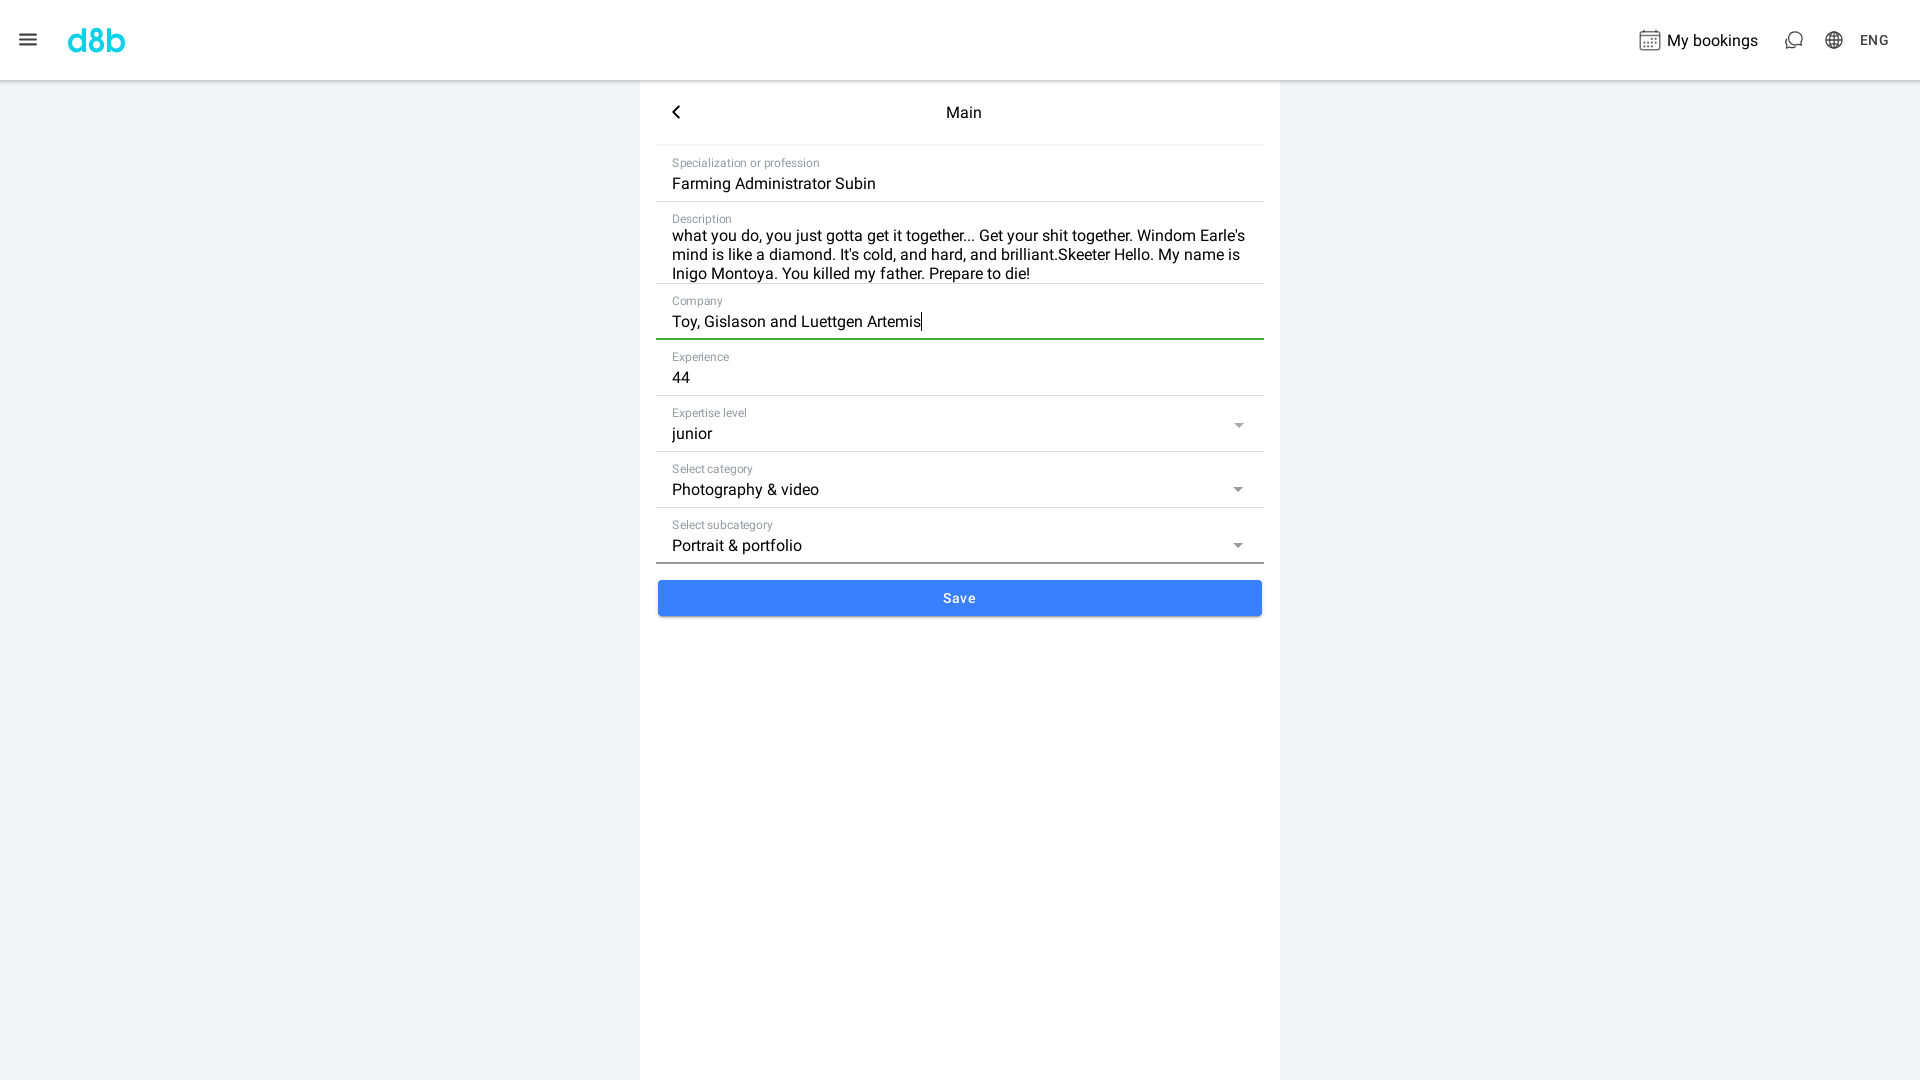 d8b
My bookings
ENG
Main
Specialization or profession
Farming Administrator Subin
Description
what you do, you just gotta get it together... Get your shit together. Windom Earle's
mind is like a diamond. It's cold, and hard, and brilliant.Skeeter Hello. My name is
Inigo Montoya. You killed my father. Prepare to die!
Company
Toy, Gislason and Luettgen Artemis
Experience
44
Expertise level
junior
Select category
Photography & video
Select subcategory
Portrait & portfolio
Save